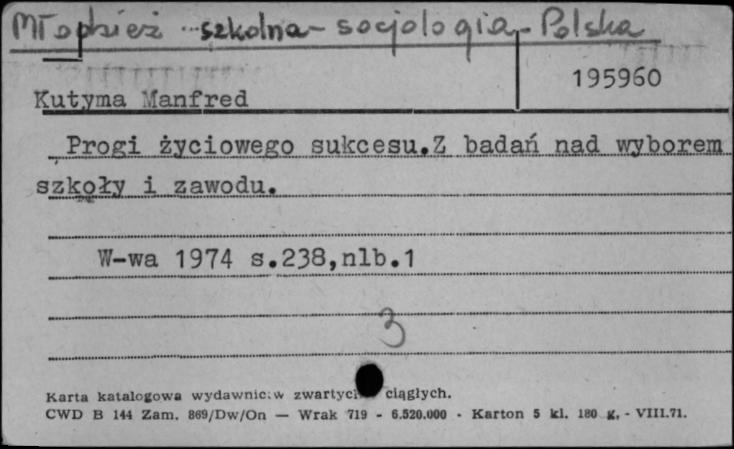 Młodzież szkolna - socjologia - Polska
195960
Kutyma Manfred
Progi życiowego sukcesu.Z badań nad wyborem
szkoły i zawodu.
W-wa 1974 s.238,nlb.1
3
Karta katalogowa wydawnic.w zwartych ciągłych.
CWD B 144 Zam. 869/Dw/On — Wrak 719 - 6.520.000 - Karton 5 kl. 180 g. - VIII.71.